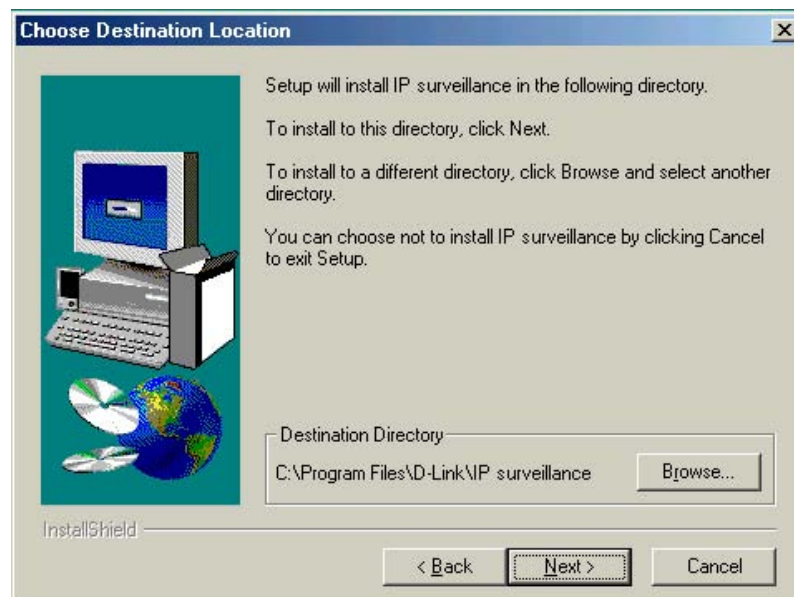 Choose Destination Location
Setup will install IP surveillance in the following directory.
To install to this directory, click Next.
To install to a different directory, click Browse and select another
directory.
You can choose not to install IP surveillance by clicking Cancel
to exit Setup.
Destination Directory
C:\Program Files\D-Link\IP surveillance
Browse...
InstallShield
< Back
Next >
Cancel